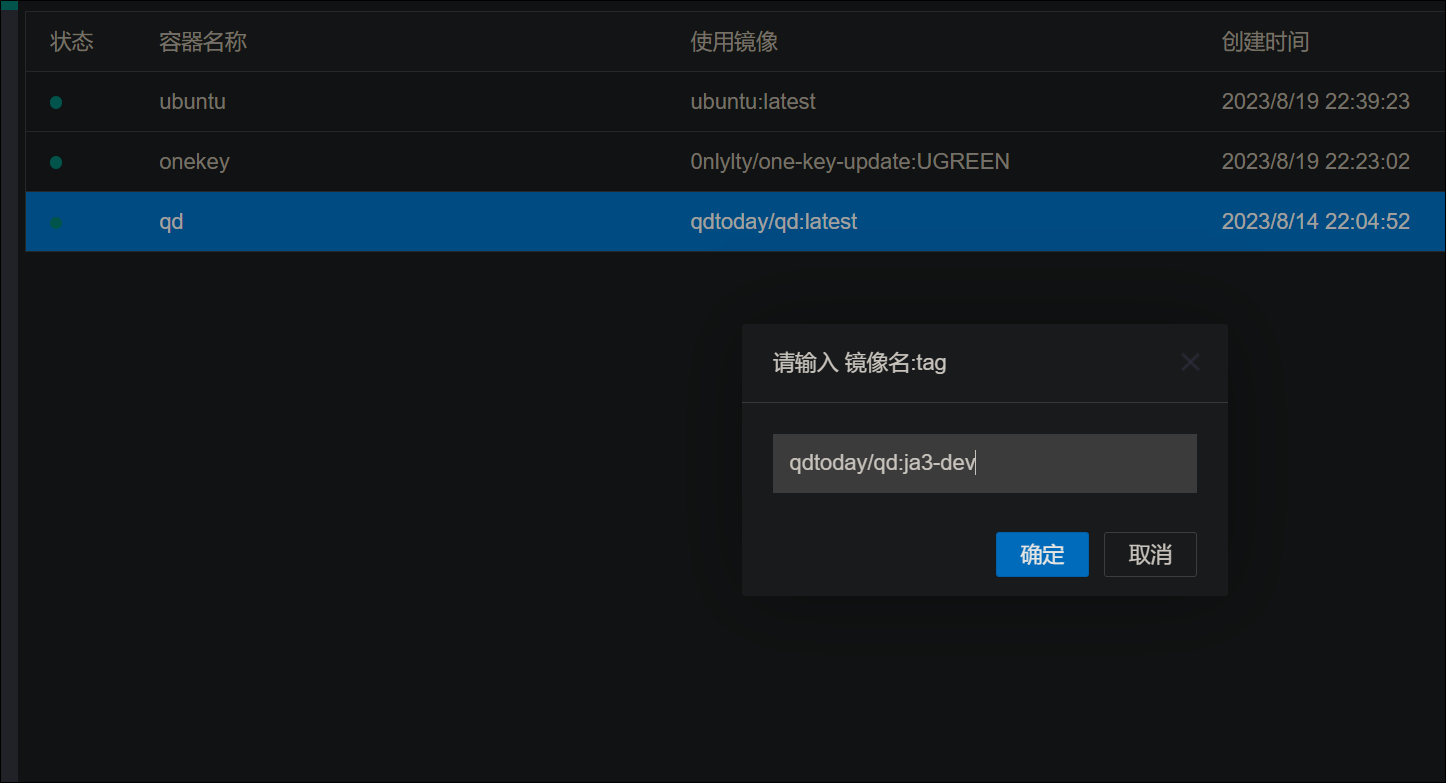 状态 容器名称 使用镜像 创建时间
ubuntu ubuntu:latest 2023/8/19 22:39:23
onekey 0nlylty/one-key-update:UGREEN 2023/8/19 22:23:02
qd qdtoday/qd:latest 2023/8/14 22:04:52
请输入 镜像名:tag
qdtoday/qd:ja3-dev
确定 取消